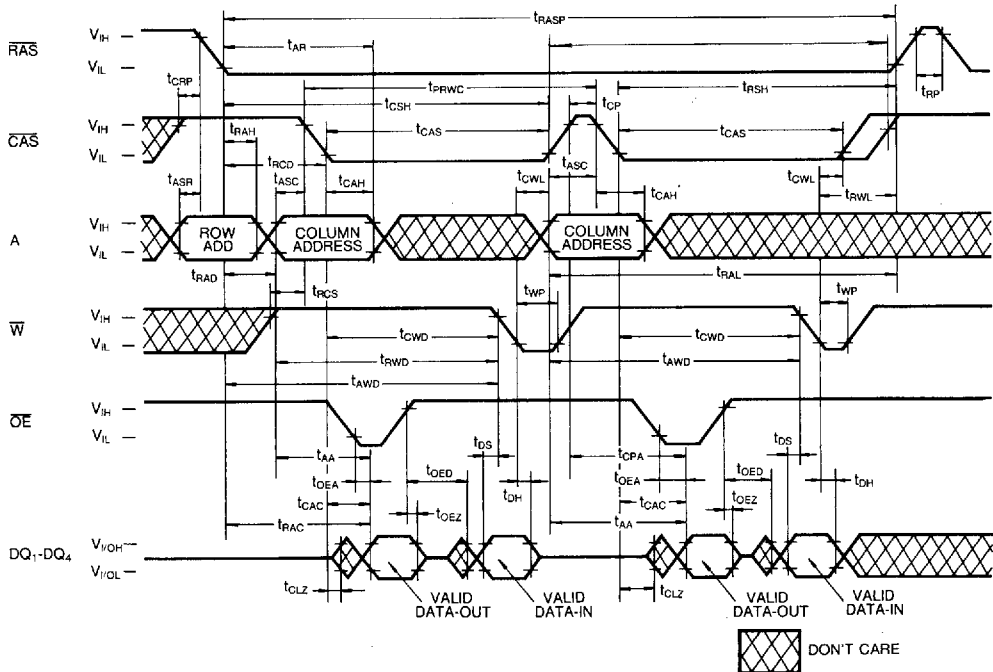 tRASP
RAS
VIH
VIL
tAR
tCRP
tPRWC
tRP
tCSH
tCP
tRSH
CAS
VIH
VIL
tRAH
tCAS
tCAS
tRCD
tASR
tASC
tCAH
tCWL
tASC
tCAH
tCWL
tRWL
A
VIH
VIL
ROW ADD
COLUMN ADDRESS
COLUMN ADDRESS
tRAD
tRAL
tRCS
tWP
tWP
W
VIH
VIL
tCWD
tCWD
tRWD
tAWD
tAWD
OE
VIH
VIL
tDS
tDS
tAA
tCPA
tOEA
tOED
tOEA
tOED
tCAC
tDH
tCAC
tDH
tOEZ
tOEZ
tRAC
tAA
DQ1-DQ4
VI/OH
VI/OL
tCLZ
tCLZ
VALID DATA-OUT
VALID DATA-IN
VALID DATA-OUT
VALID DATA-IN
DON'T CARE